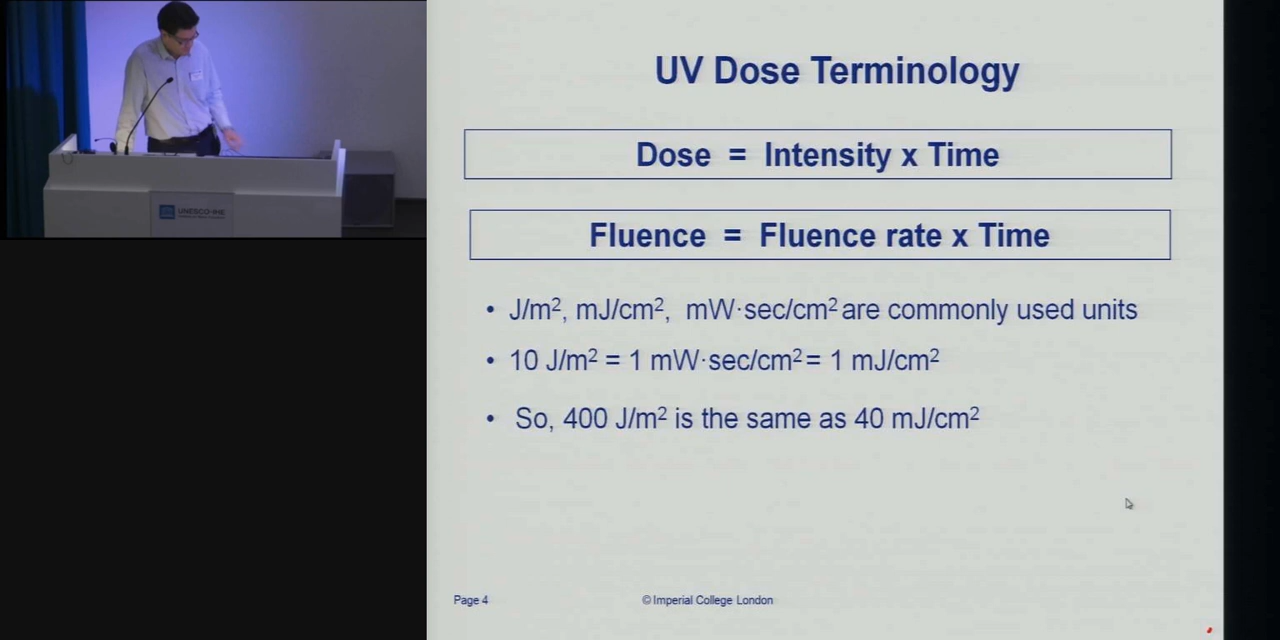 UV Dose Terminology
Dose = Intensity x Time
Fluence = Fluence rate x Time
• J/m², mJ/cm², mW·sec/cm² are commonly used units
• 10 J/m² = 1 mW·sec/cm² = 1 mJ/cm²
• So, 400 J/m² is the same as 40 mJ/cm²
Page 4
© Imperial College London
UNESCO-IHE